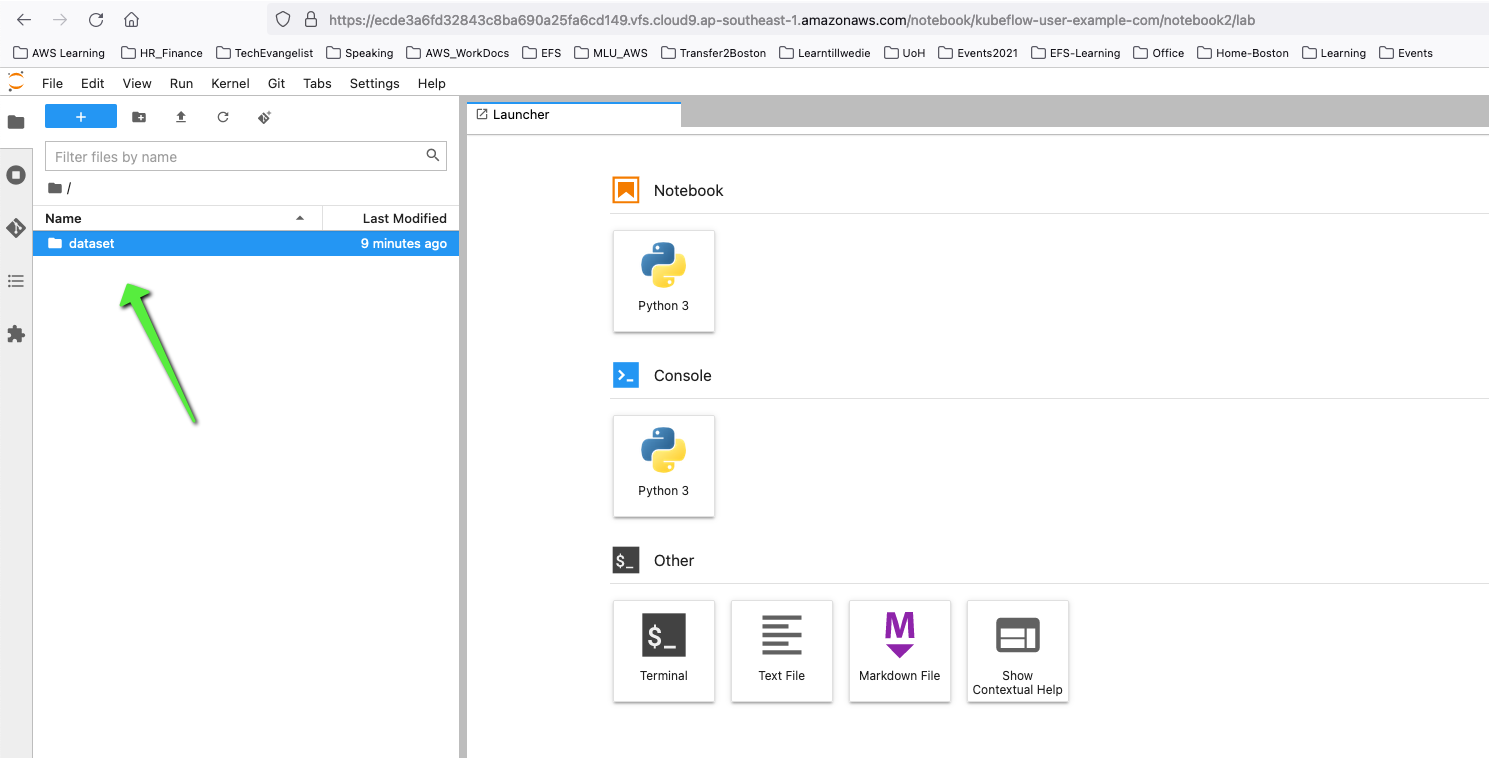 https://ecde3a6fd32843c8ba690a25fa6cd149.vfs.cloud9.ap-southeast-1.amazonaws.com/notebook/kubeflow-user-example-com/notebook2/lab
AWS Learning HR_Finance TechEvangelist Speaking AWS_WorkDocs EFS MLU_AWS Transfer2Boston Learntillwedie UoH Events2021 EFS-Learning Office Home-Boston Learning Events
File Edit View Run Kernel Git Tabs Settings Help
+
Launcher
Filter files by name
/
Name Last Modified
dataset 9 minutes ago
Notebook
Python 3
Console
Python 3
$_ Other
$_
M
Terminal Text File Markdown File Show
Contextual Help